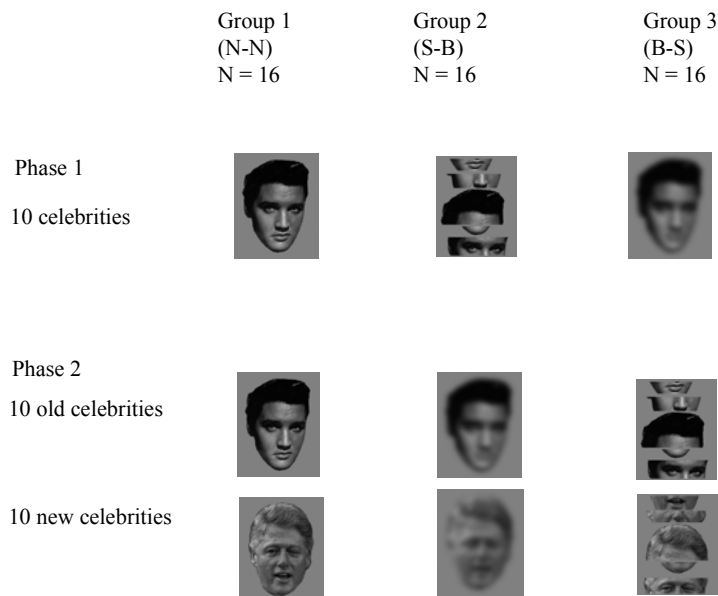 Group 1
(N-N)
N = 16
Group 2
(S-B)
N = 16
Group 3
(B-S)
N = 16
Phase 1
10 celebrities
Phase 2
10 old celebrities
10 new celebrities